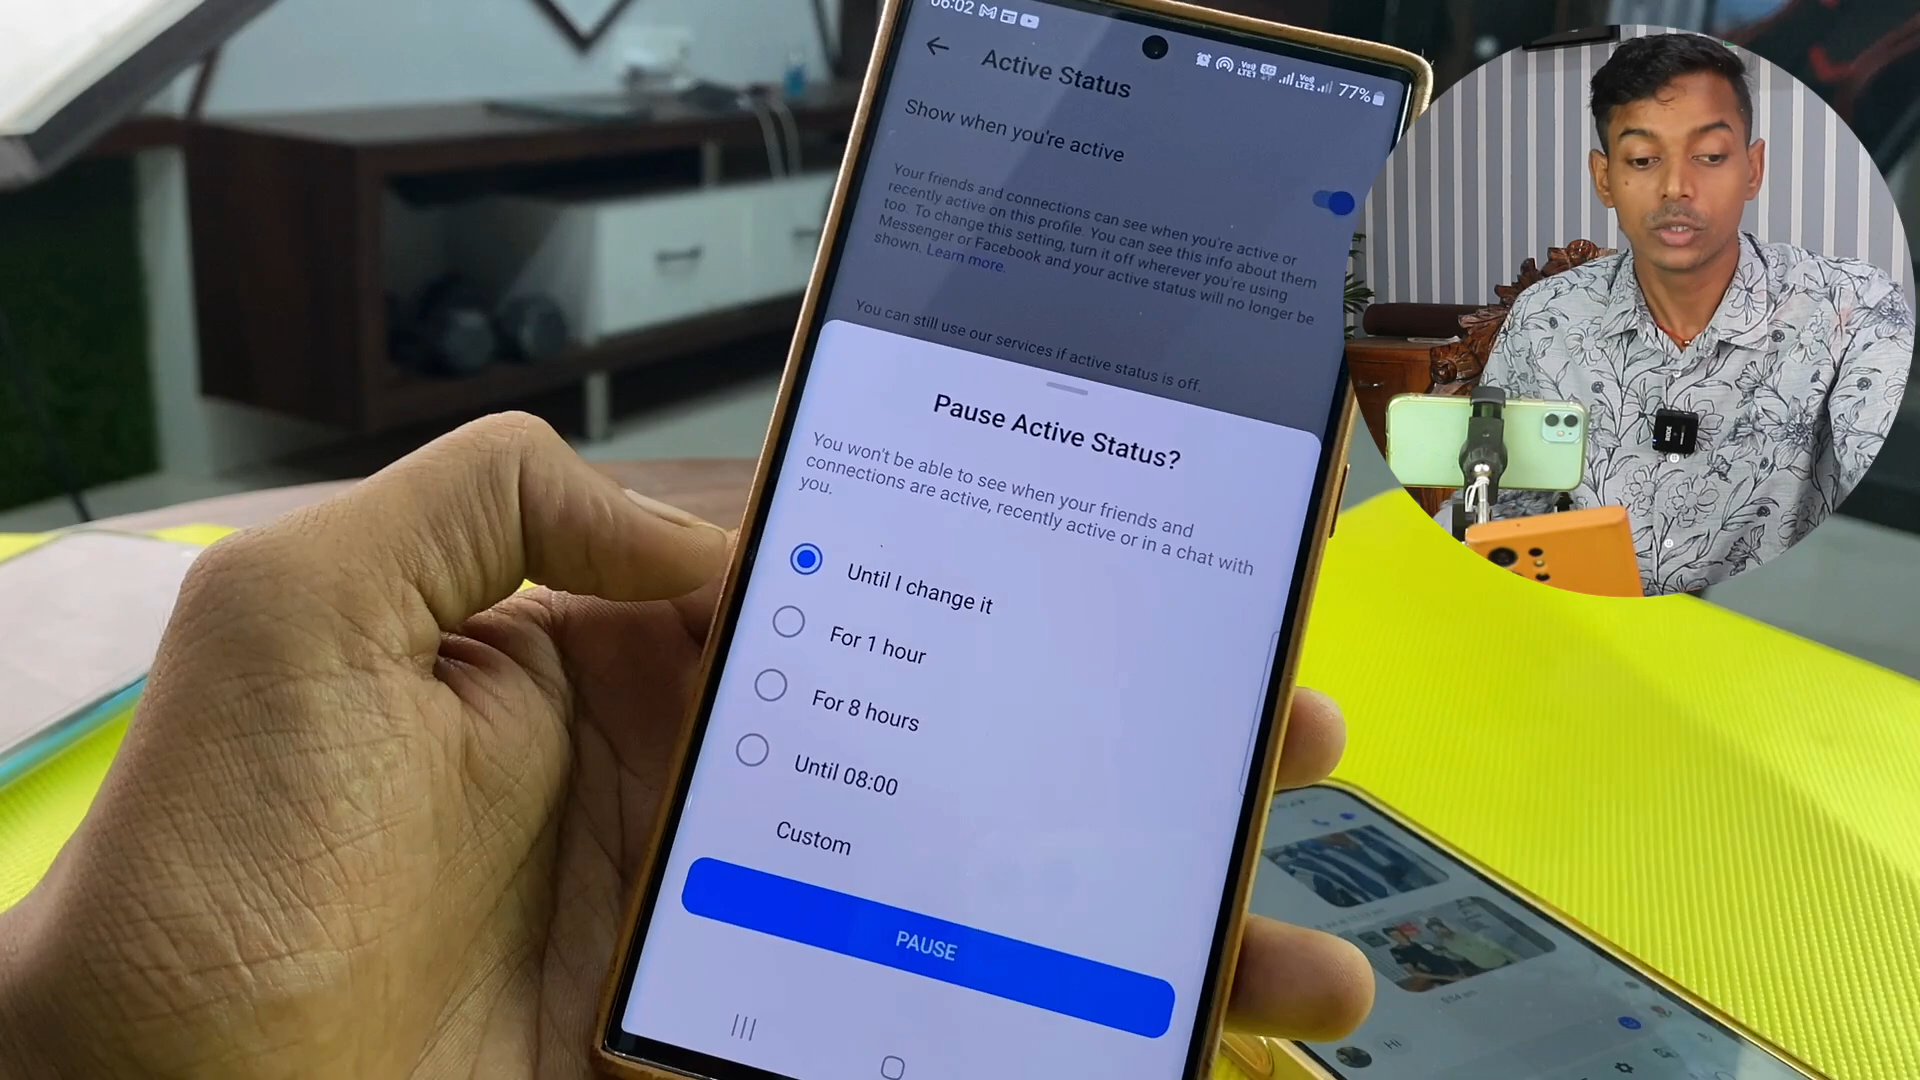 06:02
77%
Active Status
Show when you're active
Your friends and connections can see when you're active or
recently active on this profile. You can see this info about them
too. To change this setting, turn it off wherever you're using
Messenger or Facebook and your active status will no longer be
shown. Learn more.
You can still use our services if active status is off.
Pause Active Status?
You won't be able to see when your friends and
connections are active, recently active or in a chat with
you.
Until I change it
For 1 hour
For 8 hours
Until 08:00
Custom
PAUSE
RODE
HI